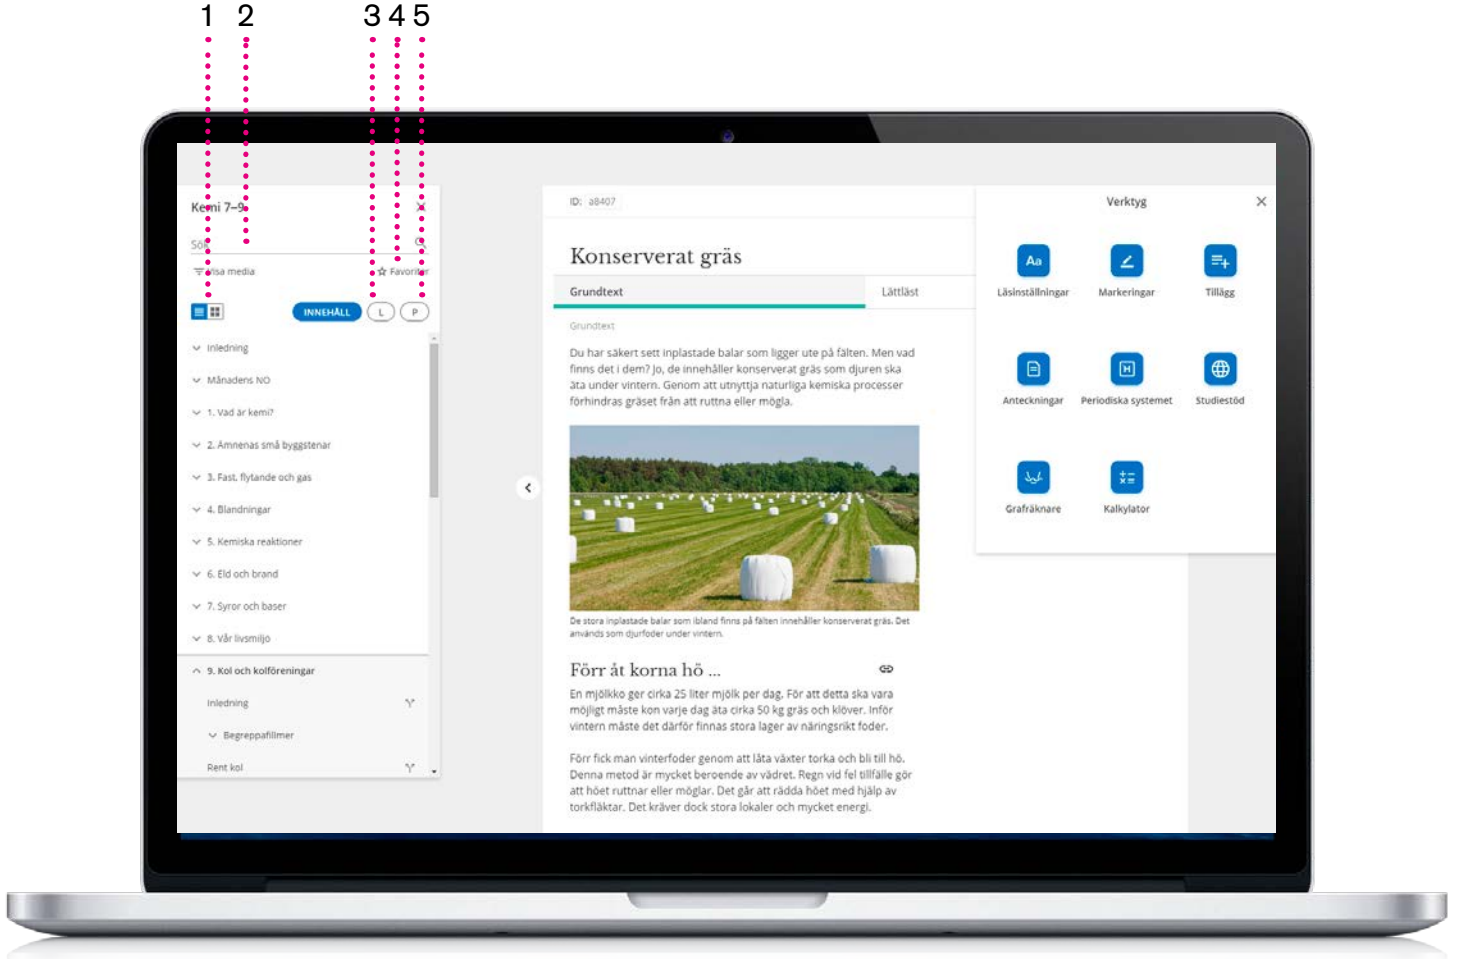 1 2 3 4 5
Kemi 7–9
Sök
Visa media
Favoriter
INNEHÅLL L P
Inledning
Månadens NO
1. Vad är kemi?
2. Ämnenas små byggstenar
3. Fast, flytande och gas
4. Blandningar
5. Kemiska reaktioner
6. Eld och brand
7. Syror och baser
8. Vår livsmiljö
9. Kol och kolföreningar
Inledning
Begreppafillmer
Rent kol
ID: a8407
Konserverat gräs
Grundtext Lättläst
Grundtext
Du har säkert sett inplastade balar som ligger ute på fälten. Men vad
finns det i dem? Jo, de innehåller konserverat gräs som djuren ska
äta under vintern. Genom att utnyttja naturliga kemiska processer
förhindras gräset från att ruttna eller mögla.
De stora inplastade balar som ibland finns på fälten innehåller konserverat gräs. Det
används som djurfoder under vintern.
Förr åt korna hö ...
En mjölkko ger cirka 25 liter mjölk per dag. För att detta ska vara
möjligt måste kon varje dag äta cirka 50 kg gräs och klöver. Inför
vintern måste det därför finnas stora lager av näringsrikt foder.
Förr fick man vinterfoder genom att låta växter torka och bli till hö.
Denna metod är mycket beroende av vädret. Regn vid fel tillfälle gör
att höet ruttnar eller möglar. Det går att rädda höet med hjälp av
torkfläktar. Det kräver dock stora lokaler och mycket energi.
Verktyg
Aa
Läsinställningar Markeringar Tillägg
H
Anteckningar Periodiska systemet Studiestöd
Grafräknare Kalkylator